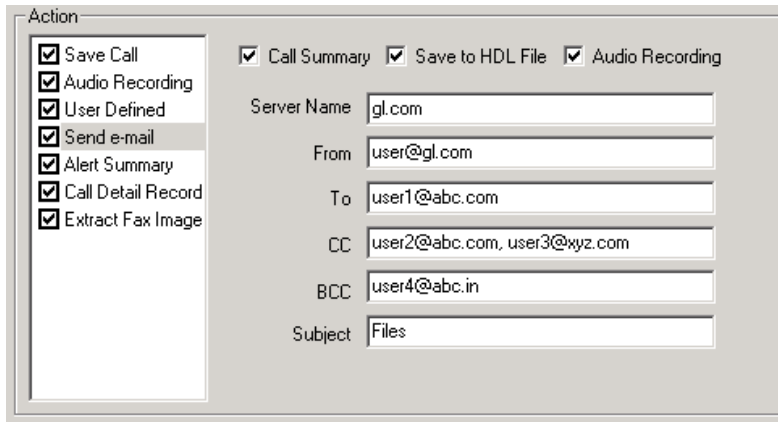 Action
Save Call
Audio Recording
User Defined
Send e-mail
Alert Summary
Call Detail Record
Extract Fax Image
Call Summary Save to HDL File Audio Recording
Server Name gl.com
From user@gl.com
To user1@abc.com
CC user2@abc.com, user3@xyz.com
BCC user4@abc.in
Subject Files